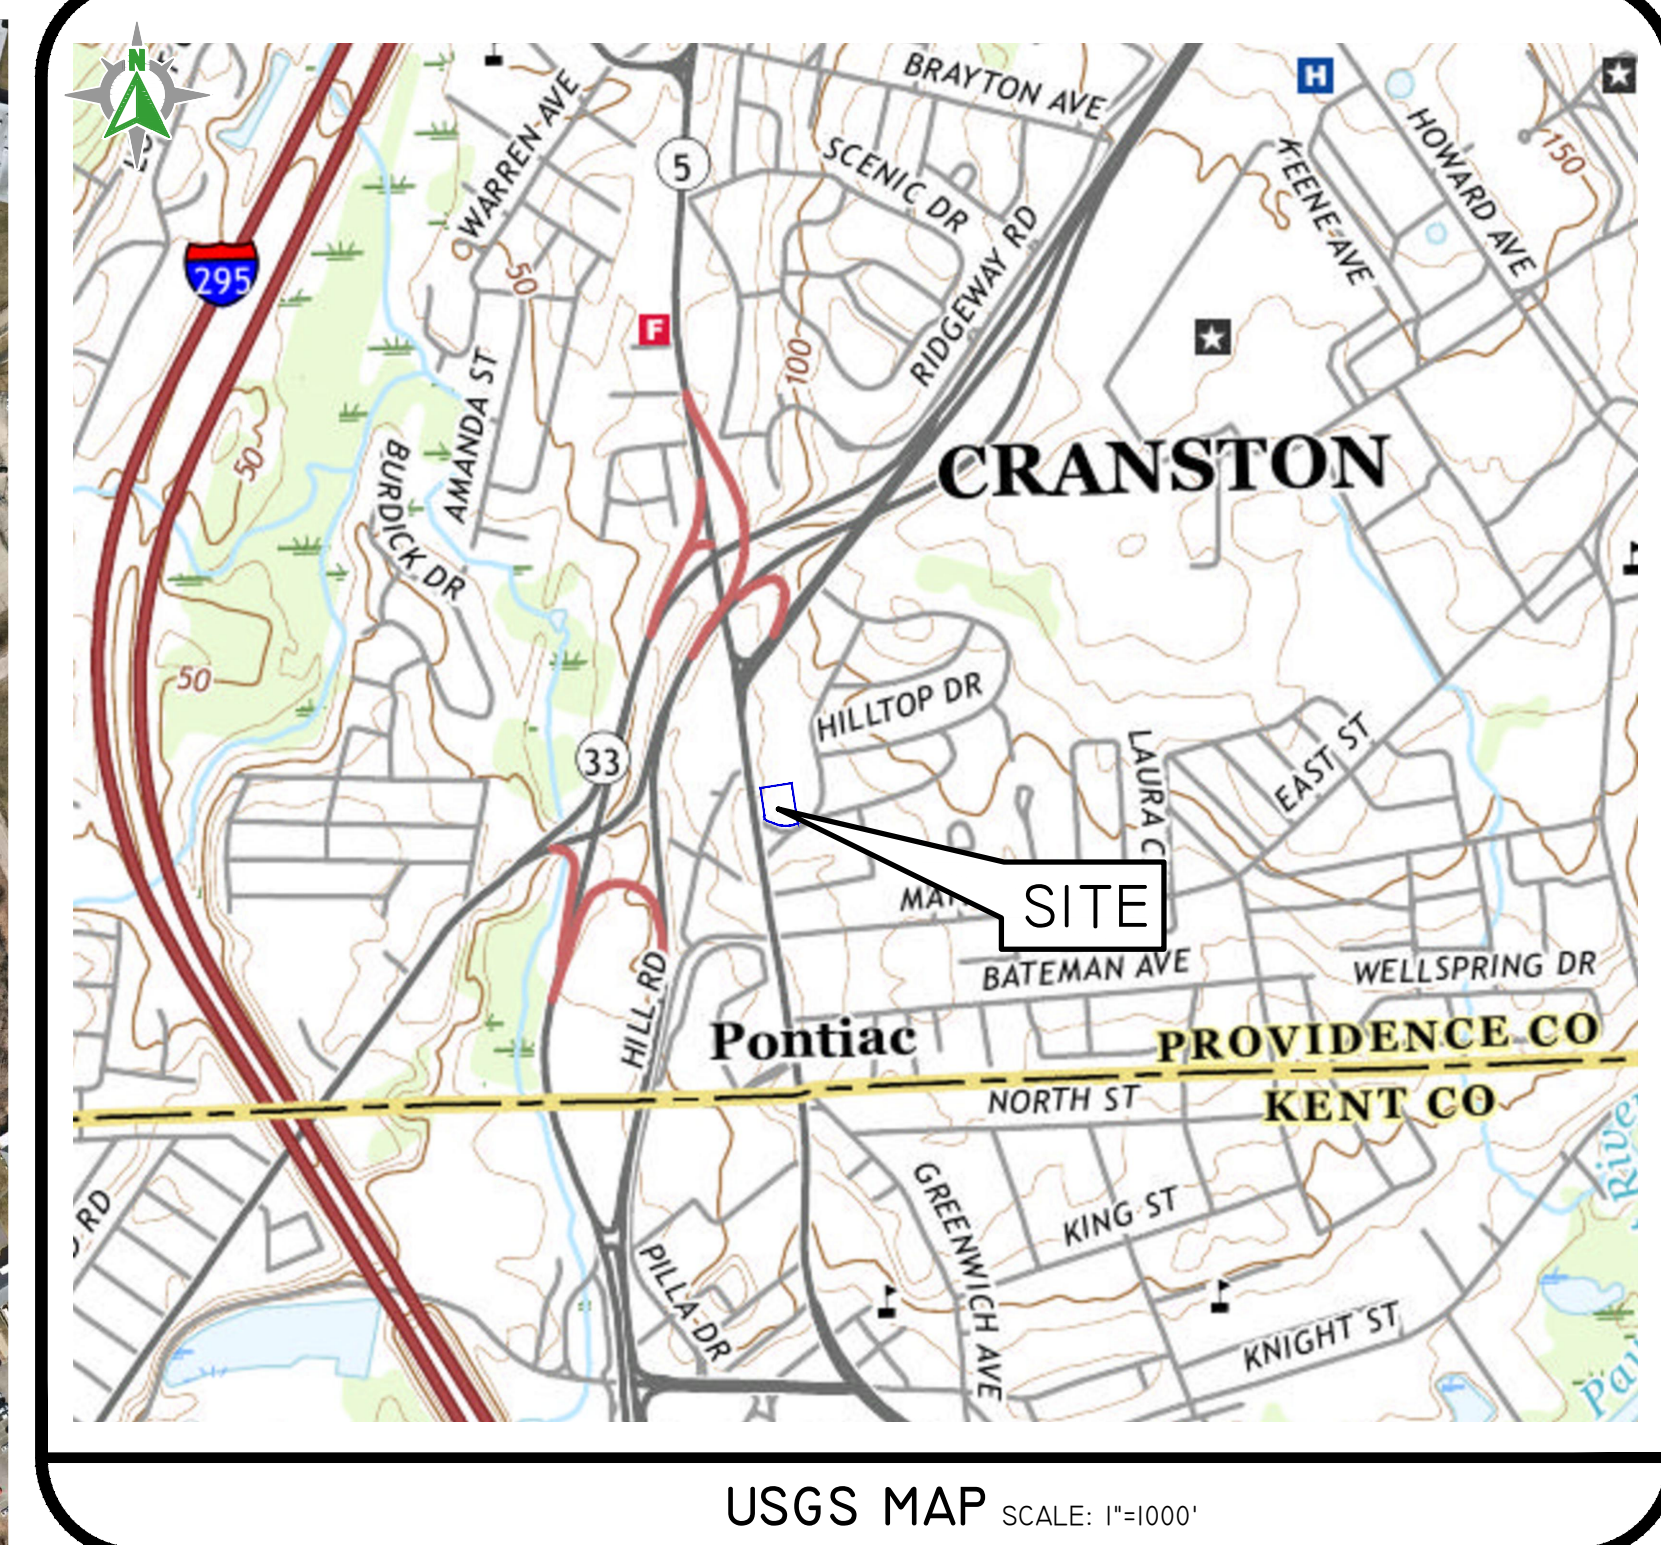 N
BRAYTON AVE
H
WARREN AVE
5
SCENIC DR
KEENE AVE
HOWARD AVE
150
295
50
RIDGEWAY RD
F
100
AMANDA ST
50
BURDICK DR
CRANSTON
50
HILLTOP DR
33
LAURA C
EAST ST
SITE
BATEMAN AVE
WELLSPRING DR
HILL RD
Pontiac
PROVIDENCE CO
NORTH ST
KENT CO
River
RD
GREENWICH AVE
KING ST
PILLA DR
KNIGHT ST
USGS MAP SCALE: 1"=1000'